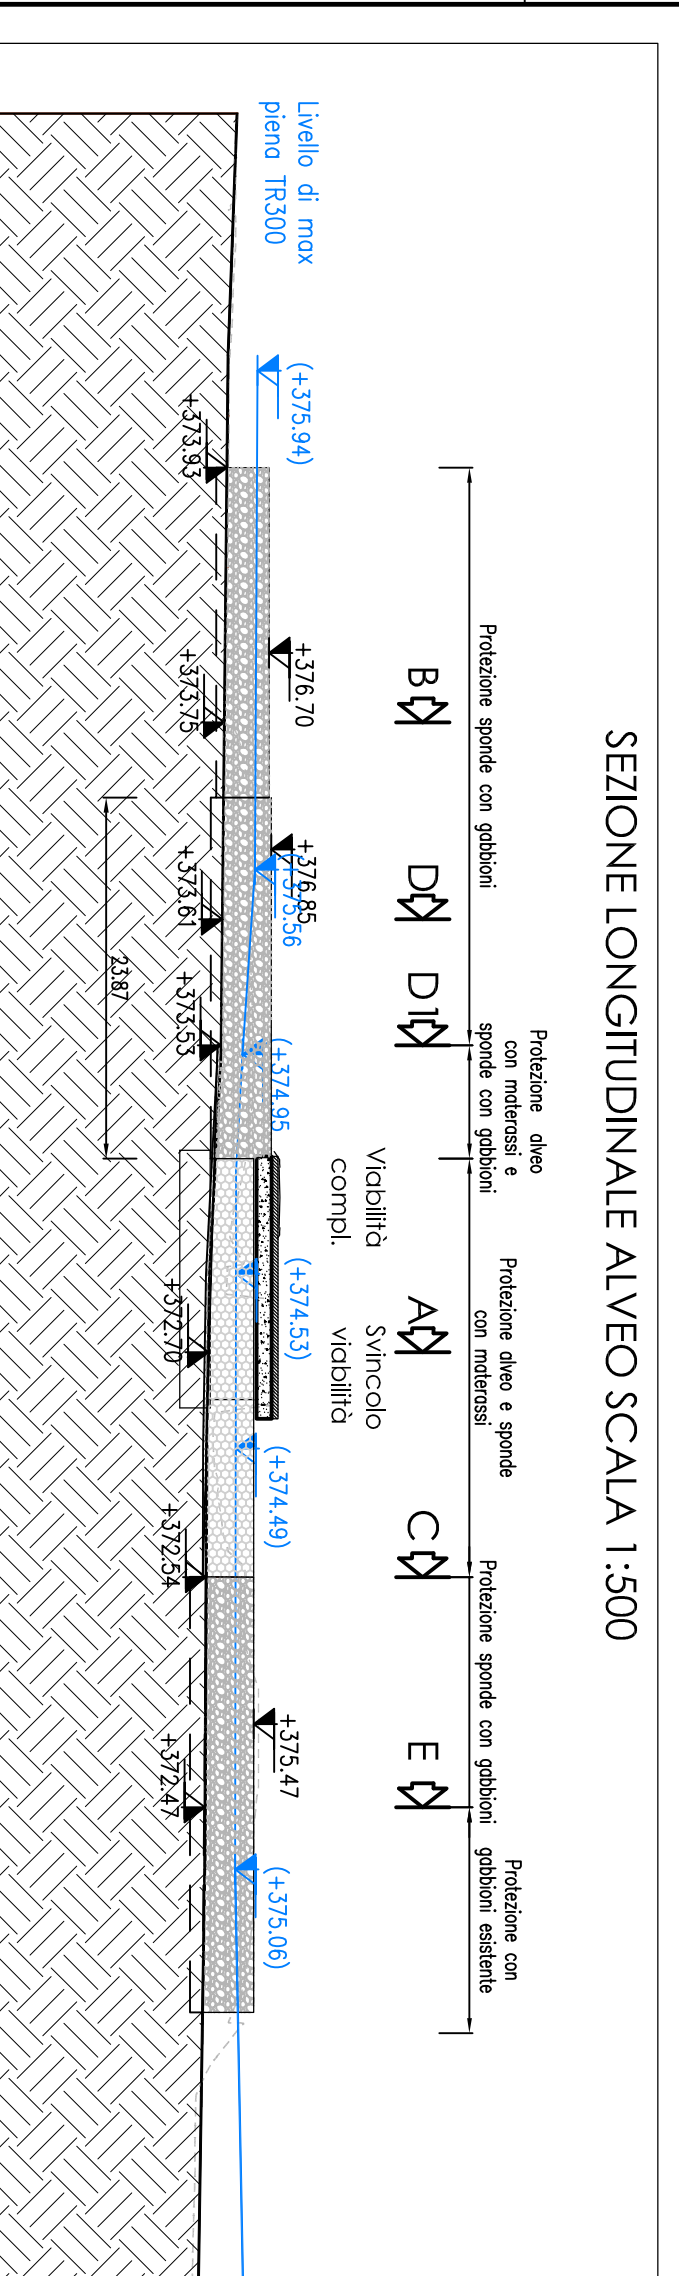 SEZIONE LONGITUDINALE ALVEO SCALA 1:500
Protezione sponde con gabbioni
Protezione alveo
con materassi e
sponde con gabbioni
Protezione alveo e sponde
con materassi
Protezione sponde con gabbioni
Protezione con
gabbioni esistente
B
D
D1
A
C
E
Livello di max
piena TR300
Viabilità
compl.
Svincolo
viabilità
(+375.94)
+376.70
+376.85
(+375.56
(+374.95
(+374.53)
(+374.49)
+375.47
(+375.06)
+373.93
+373.75
+373.61
+373.53
+372.70
+372.54
+372.47
23.87